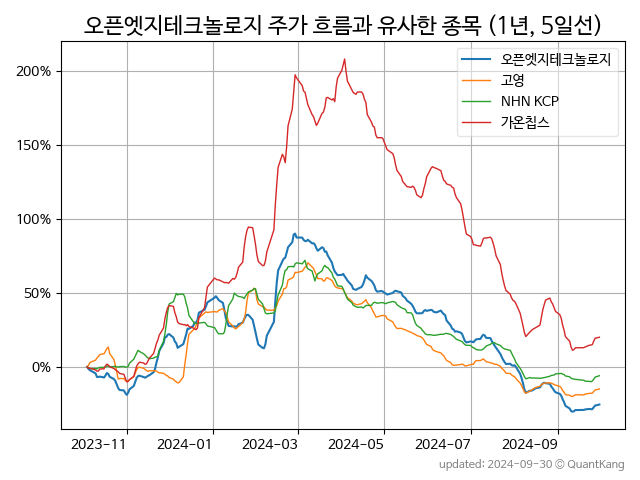 오픈엣지테크놀로지 주가 흐름과 유사한 종목 (1년, 5일선)
오픈엣지테크놀로지
고영
NHN KCP
가온칩스
200%
150%
100%
50%
0%
2023-11 2024-01 2024-03 2024-05 2024-07 2024-09
updated: 2024-09-30 © QuantKang